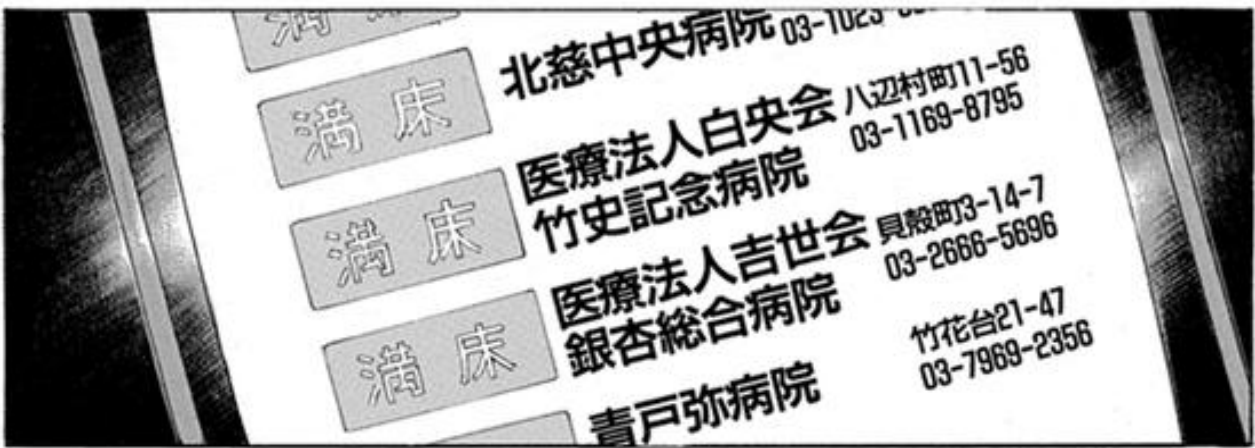 満
北慈中央病院 03-1023-
満床
医療法人白央会 八辺村町11-56
竹史記念病院 03-1169-8795
満床
医療法人吉世会 貝殻町3-14-7
銀杏総合病院 03-2666-5696
満床
青戸弥病院 竹花台21-47
03-7969-2356